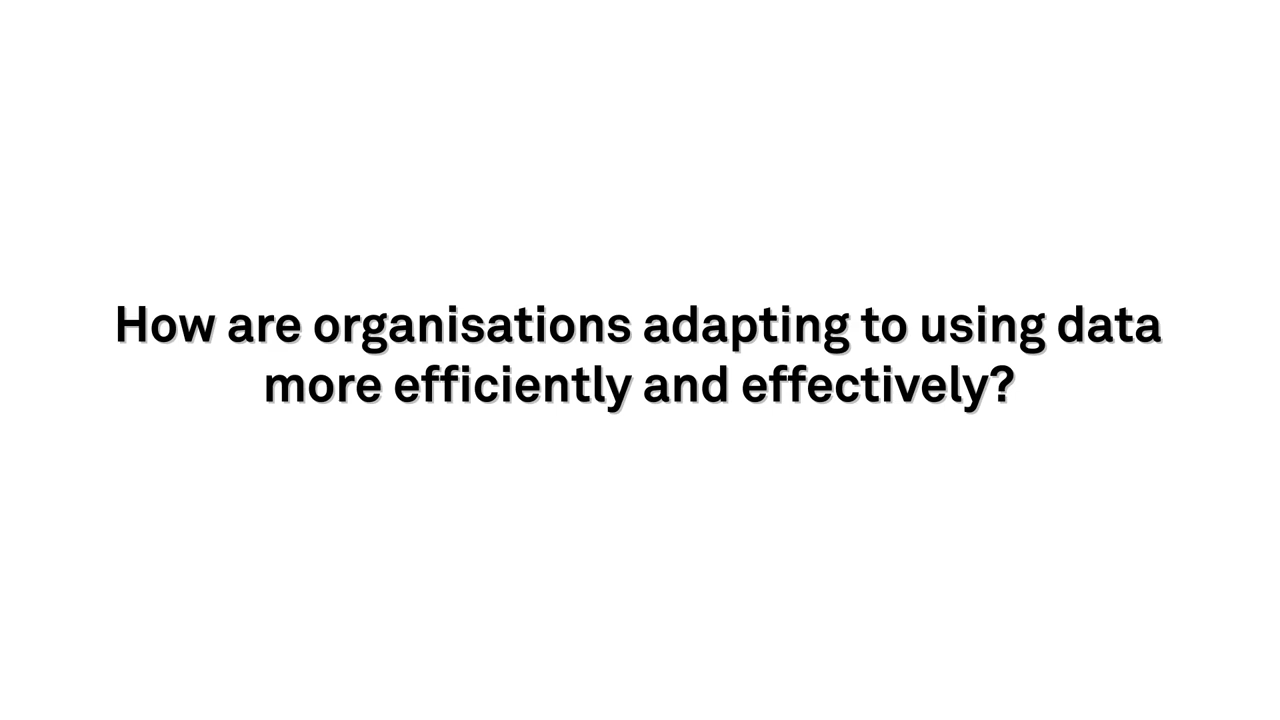 How are organisations adapting to using data
more efficiently and effectively?